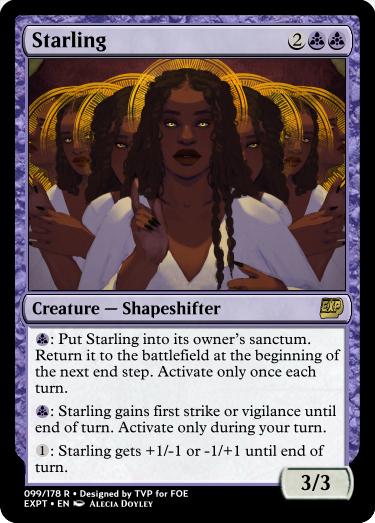 Starling
2
Creature — Shapeshifter
EXP
: Put Starling into its owner's sanctum.
Return it to the battlefield at the beginning of
the next end step. Activate only once each
turn.
: Starling gains first strike or vigilance until
end of turn. Activate only during your turn.
1: Starling gets +1/-1 or -1/+1 until end of
turn.
3/3
099/178 R • Designed by TVP for FOE
EXPT • EN Alecia Doyley